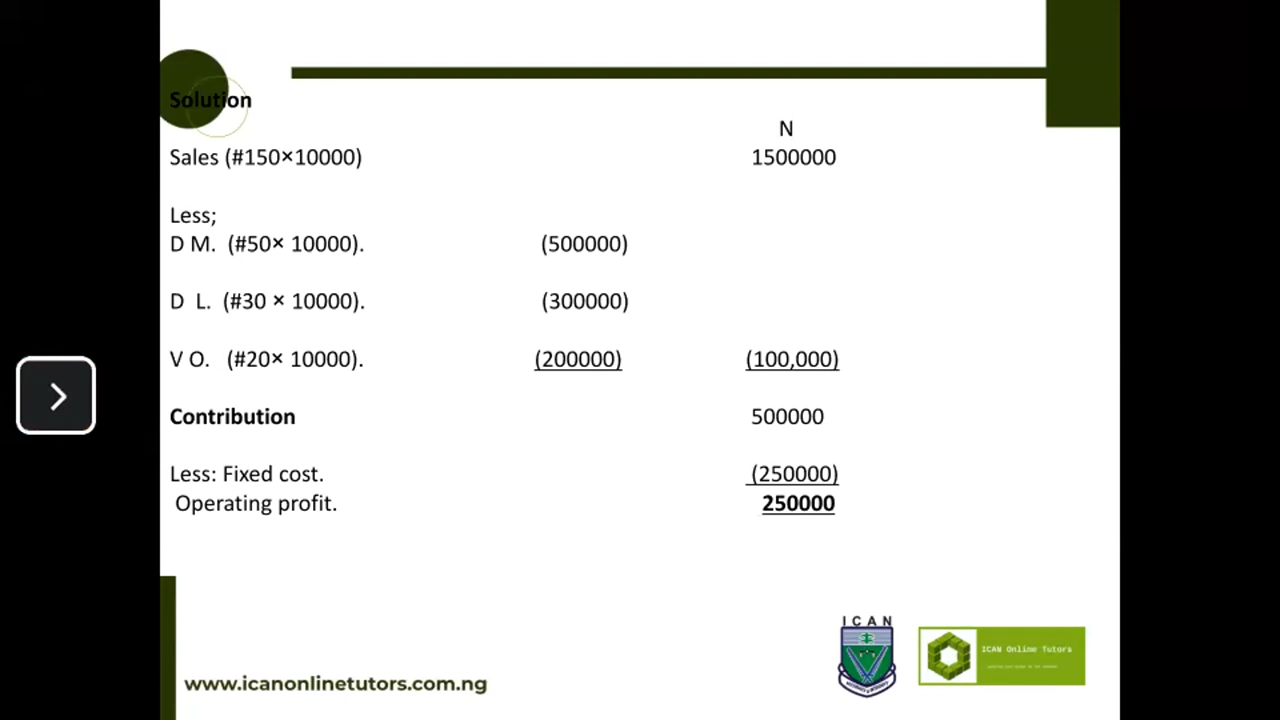 Solution
N
Sales (#150×10000) 1500000
Less;
D M. (#50× 10000). (500000)
D L. (#30 × 10000). (300000)
V O. (#20× 10000). (200000) (100,000)
Contribution 500000
Less: Fixed cost. (250000)
Operating profit. 250000
I C A N
ICAN Online Tutors
www.icanonlinetutors.com.ng